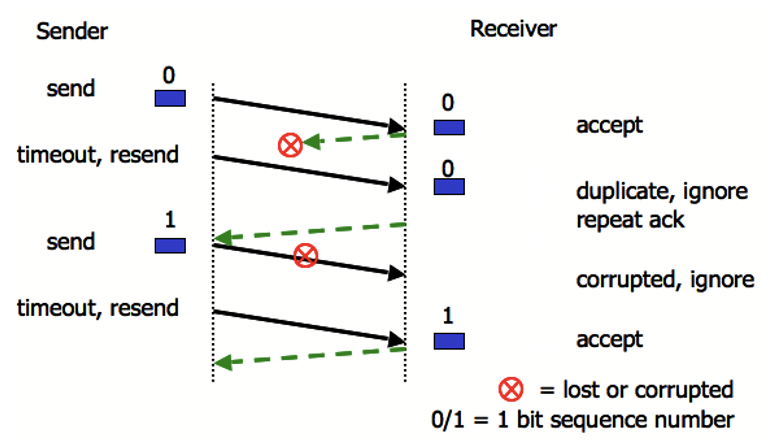 Sender
Receiver
send
0
0
accept
timeout, resend
0
duplicate, ignore
repeat ack
1
send
corrupted, ignore
timeout, resend
1
accept
= lost or corrupted
0/1 = 1 bit sequence number